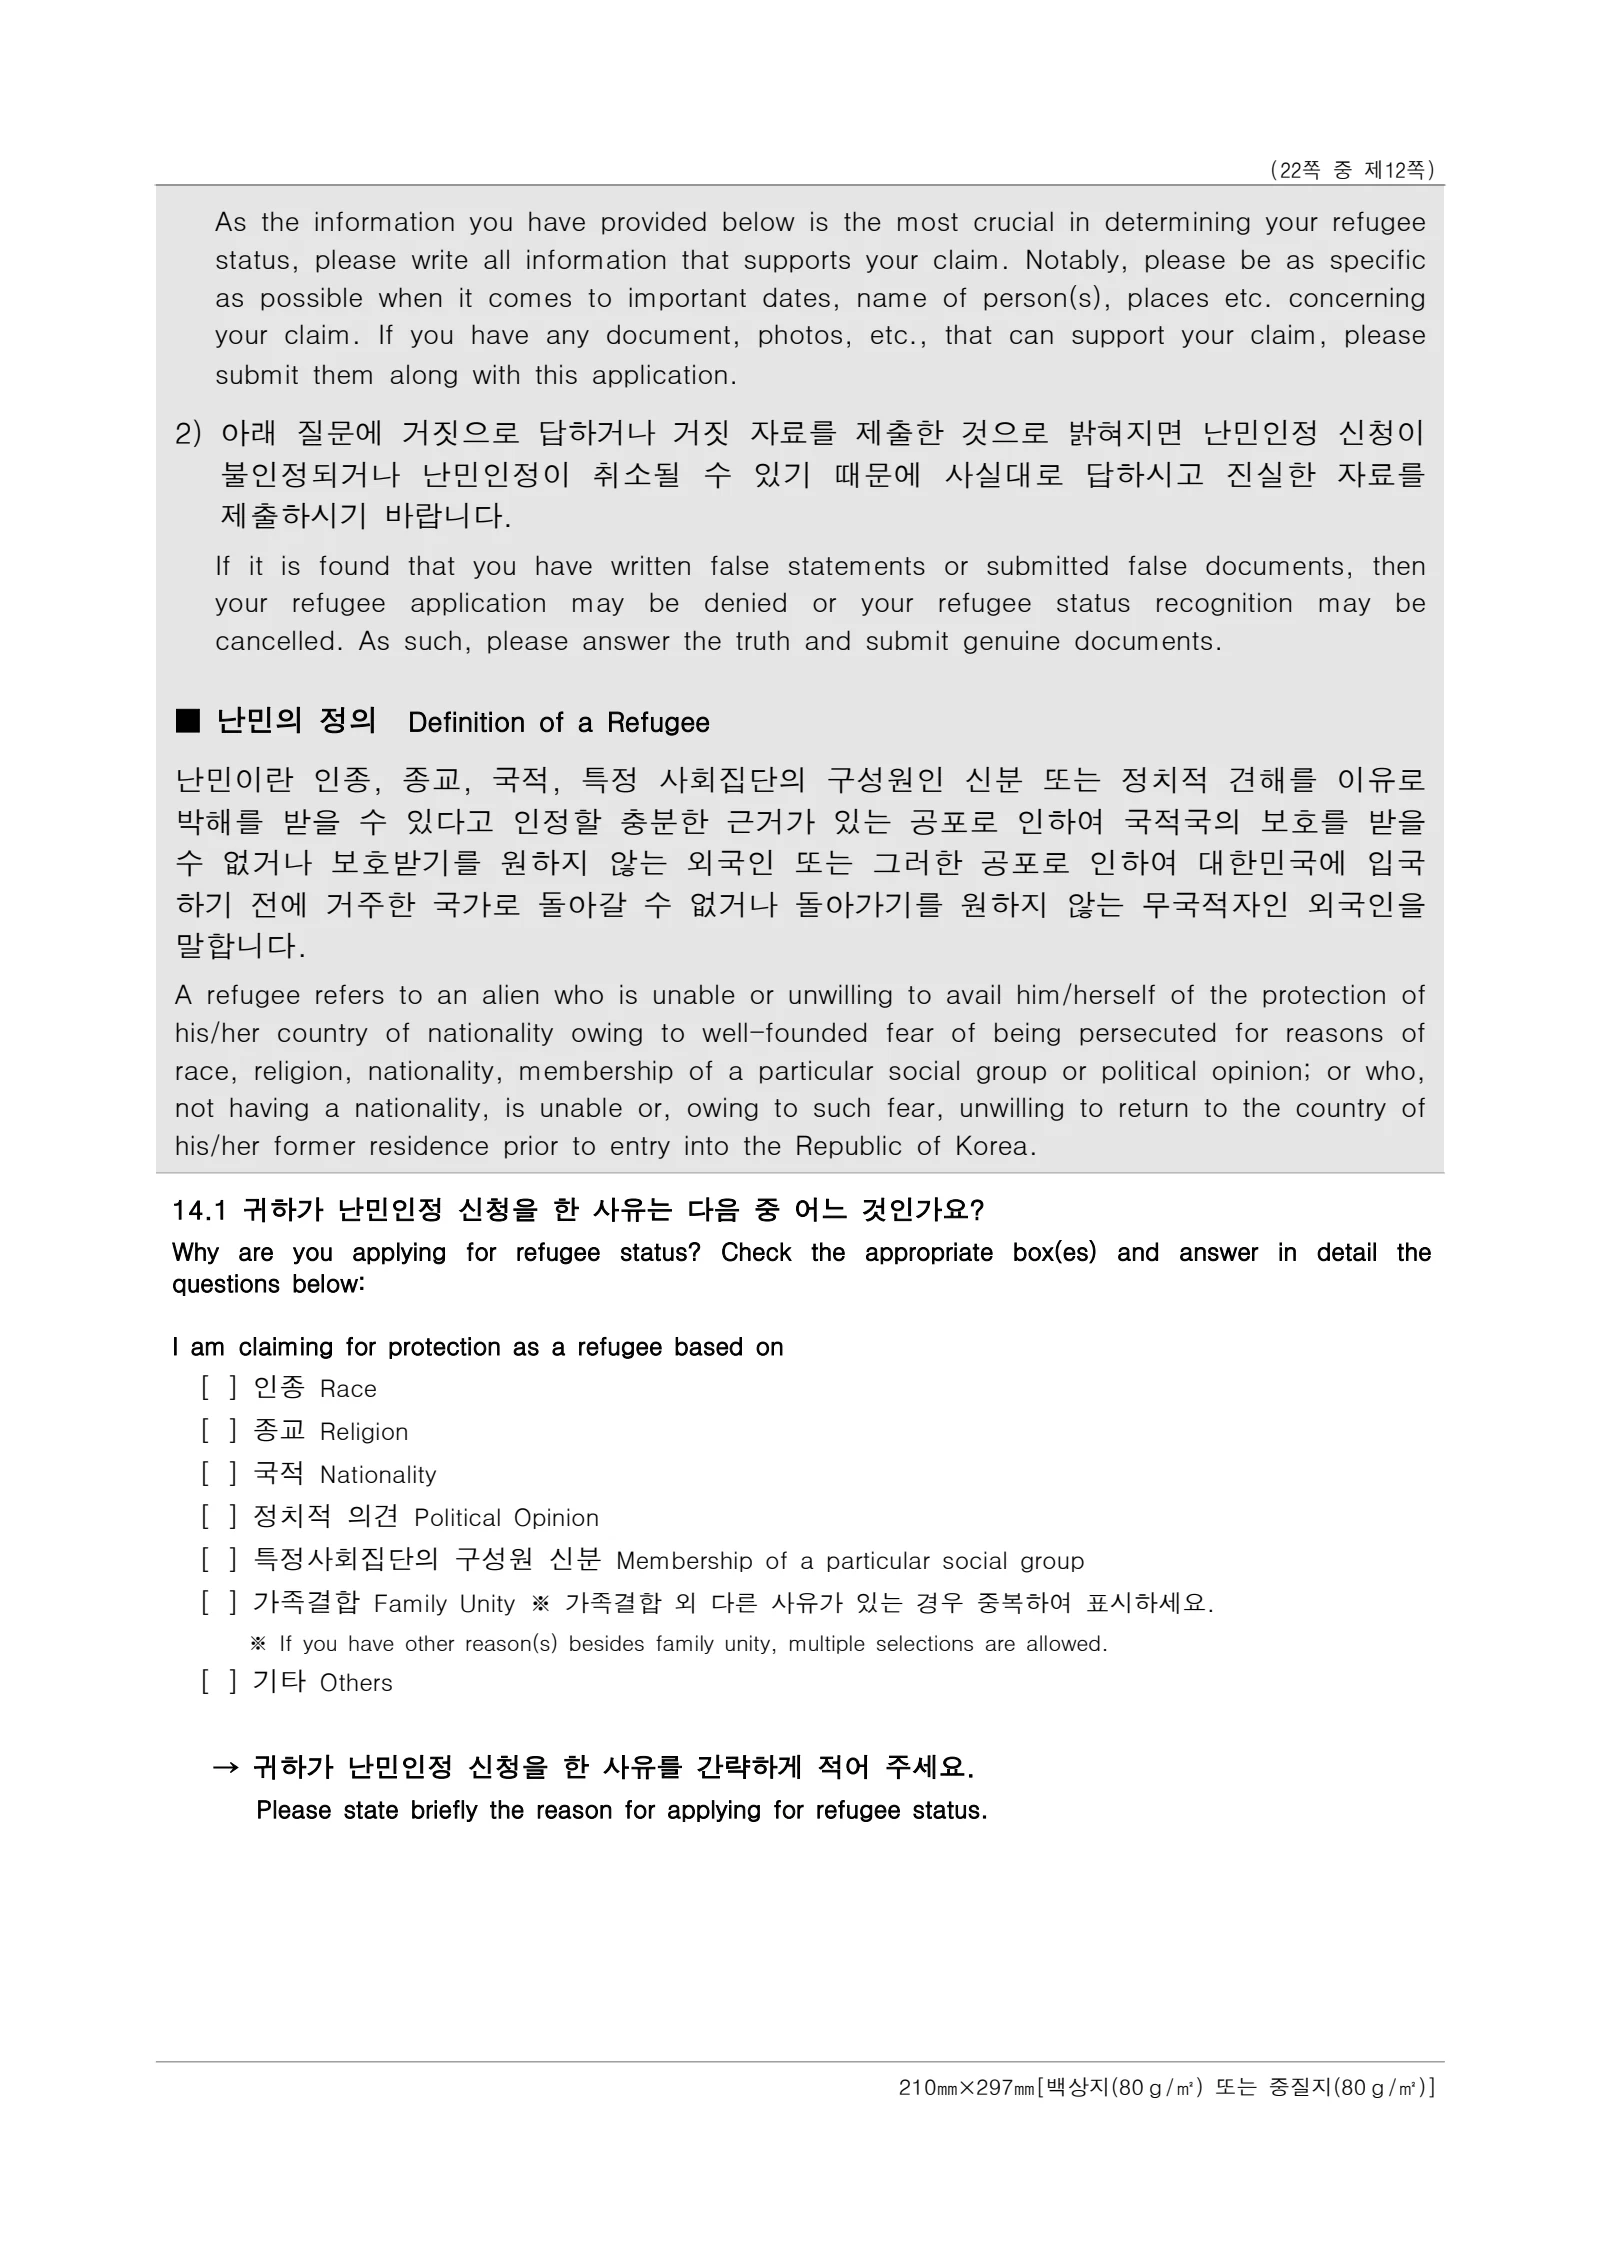 (22쪽 중 제12쪽)
As the information you have provided below is the most crucial in determining your refugee
status, please write all information that supports your claim. Notably, please be as specific
as possible when it comes to important dates, name of person(s), places etc. concerning
your claim. If you have any document, photos, etc., that can support your claim, please
submit them along with this application.
2) 아래 질문에 거짓으로 답하거나 거짓 자료를 제출한 것으로 밝혀지면 난민인정 신청이
불인정되거나 난민인정이 취소될 수 있기 때문에 사실대로 답하시고 진실한 자료를
제출하시기 바랍니다.
If it is found that you have written false statements or submitted false documents, then
your refugee application may be denied or your refugee status recognition may be
cancelled. As such, please answer the truth and submit genuine documents.
■ 난민의 정의 Definition of a Refugee
난민이란 인종, 종교, 국적, 특정 사회집단의 구성원인 신분 또는 정치적 견해를 이유로
박해를 받을 수 있다고 인정할 충분한 근거가 있는 공포로 인하여 국적국의 보호를 받을
수 없거나 보호받기를 원하지 않는 외국인 또는 그러한 공포로 인하여 대한민국에 입국
하기 전에 거주한 국가로 돌아갈 수 없거나 돌아가기를 원하지 않는 무국적자인 외국인을
말합니다.
A refugee refers to an alien who is unable or unwilling to avail him/herself of the protection of
his/her country of nationality owing to well-founded fear of being persecuted for reasons of
race, religion, nationality, membership of a particular social group or political opinion; or who,
not having a nationality, is unable or, owing to such fear, unwilling to return to the country of
his/her former residence prior to entry into the Republic of Korea.
14.1 귀하가 난민인정 신청을 한 사유는 다음 중 어느 것인가요?
Why are you applying for refugee status? Check the appropriate box(es) and answer in detail the
questions below:
I am claiming for protection as a refugee based on
[ ] 인종 Race
[ ] 종교 Religion
[ ] 국적 Nationality
[ ] 정치적 의견 Political Opinion
[ ] 특정사회집단의 구성원 신분 Membership of a particular social group
[ ] 가족결합 Family Unity ※ 가족결합 외 다른 사유가 있는 경우 중복하여 표시하세요.
※ If you have other reason(s) besides family unity, multiple selections are allowed.
[ ] 기타 Others
→ 귀하가 난민인정 신청을 한 사유를 간략하게 적어 주세요.
Please state briefly the reason for applying for refugee status.
210㎜×297㎜[백상지(80ｇ/㎡) 또는 중질지(80ｇ/㎡)]